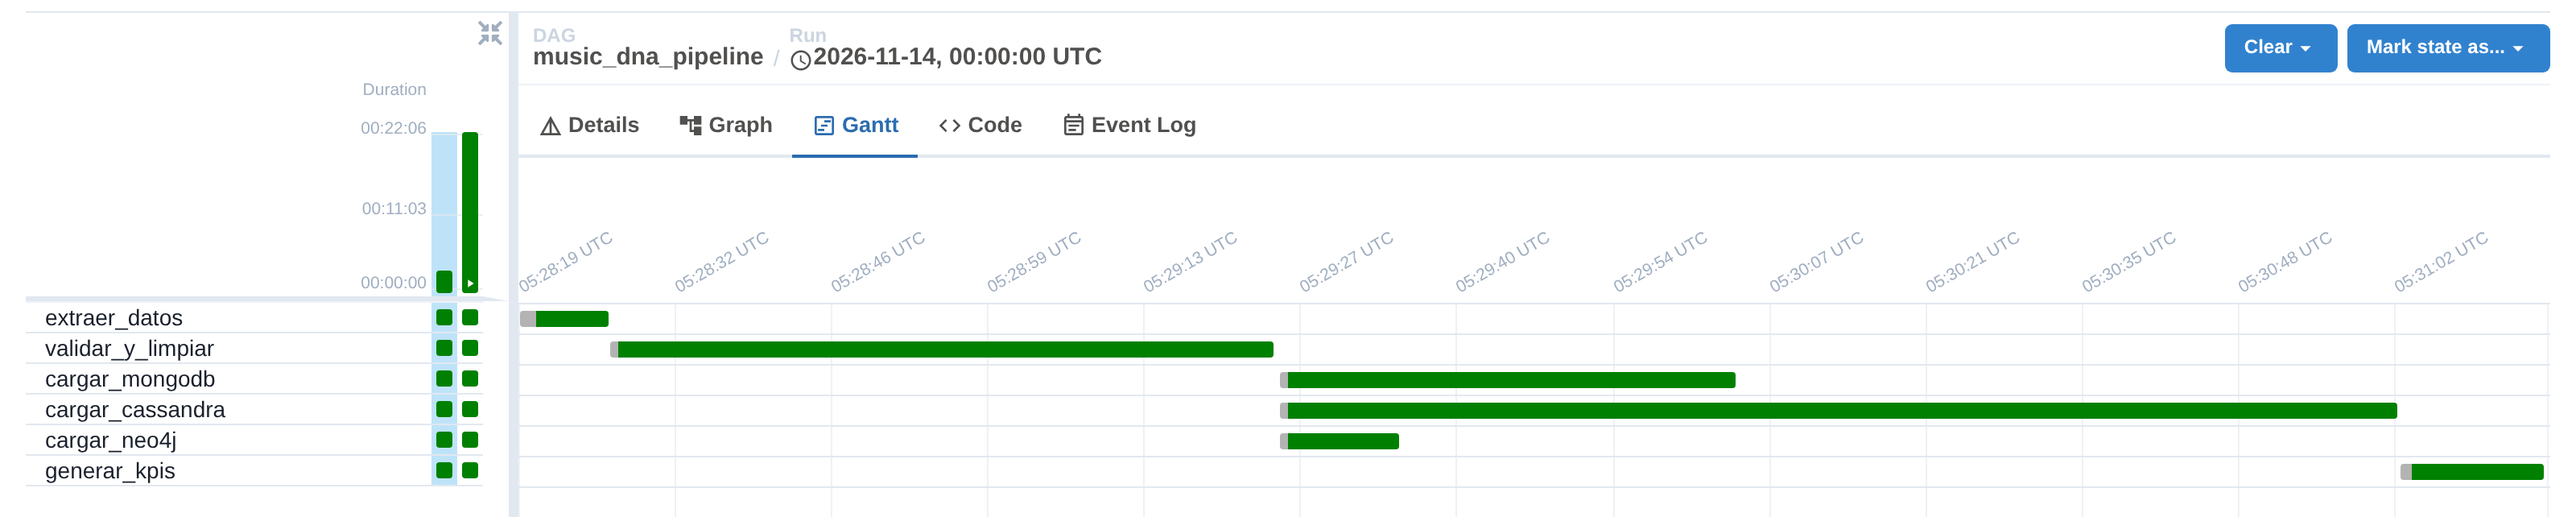 DAG
music_dna_pipeline / Run
2026-11-14, 00:00:00 UTC
Clear
Mark state as...
Duration
00:22:06
00:11:03
00:00:00
Details
Graph
Gantt
Code
Event Log
05:28:19 UTC
05:28:32 UTC
05:28:46 UTC
05:28:59 UTC
05:29:13 UTC
05:29:27 UTC
05:29:40 UTC
05:29:54 UTC
05:30:07 UTC
05:30:21 UTC
05:30:35 UTC
05:30:48 UTC
05:31:02 UTC
extraer_datos
validar_y_limpiar
cargar_mongodb
cargar_cassandra
cargar_neo4j
generar_kpis